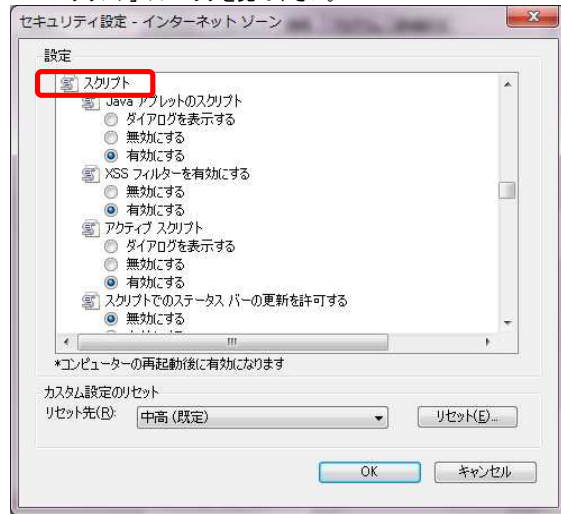 セキュリティ設定 - インターネット ゾーン
設定
スクリプト
Java アプレットのスクリプト
ダイアログを表示する
無効にする
有効にする
XSS フィルターを有効にする
無効にする
有効にする
アクティブ スクリプト
ダイアログを表示する
無効にする
有効にする
スクリプトでのステータス バーの更新を許可する
無効にする
*コンピューターの再起動後に有効になります
カスタム設定のリセット
リセット先(R): 中高 (既定) リセット(E)...
OK キャンセル